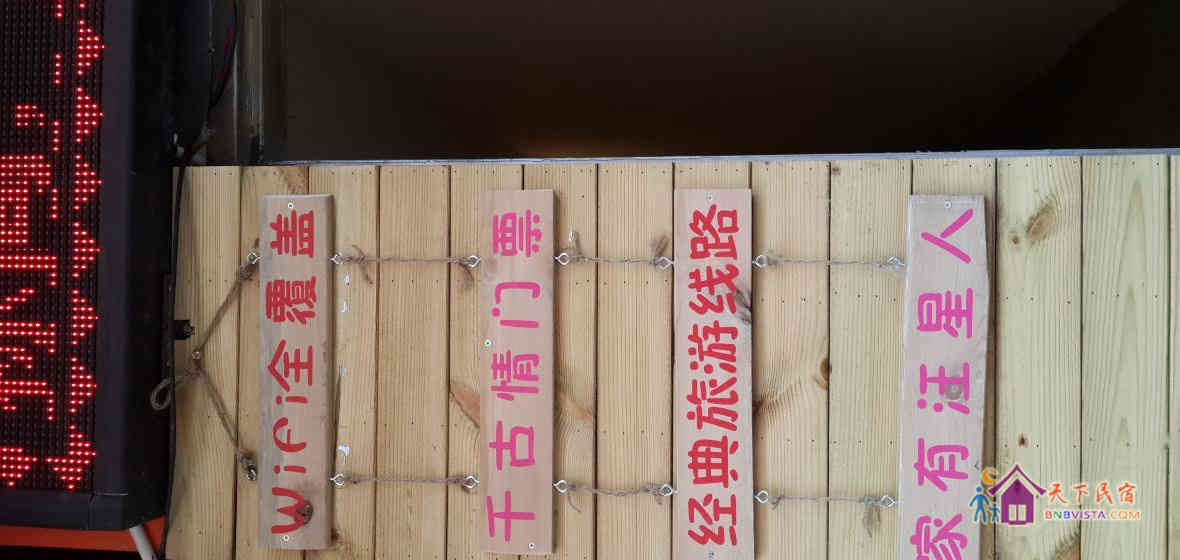 wifi全覆盖
千古情门票
经典旅游线路
家有汪星人
天下民宿
BNBVISTA.COM